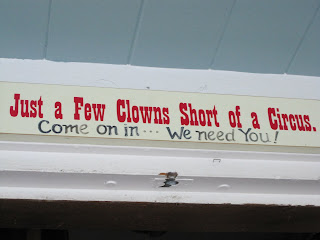 Just a Few Clowns Short of a Circus.
Come on in... We need You!